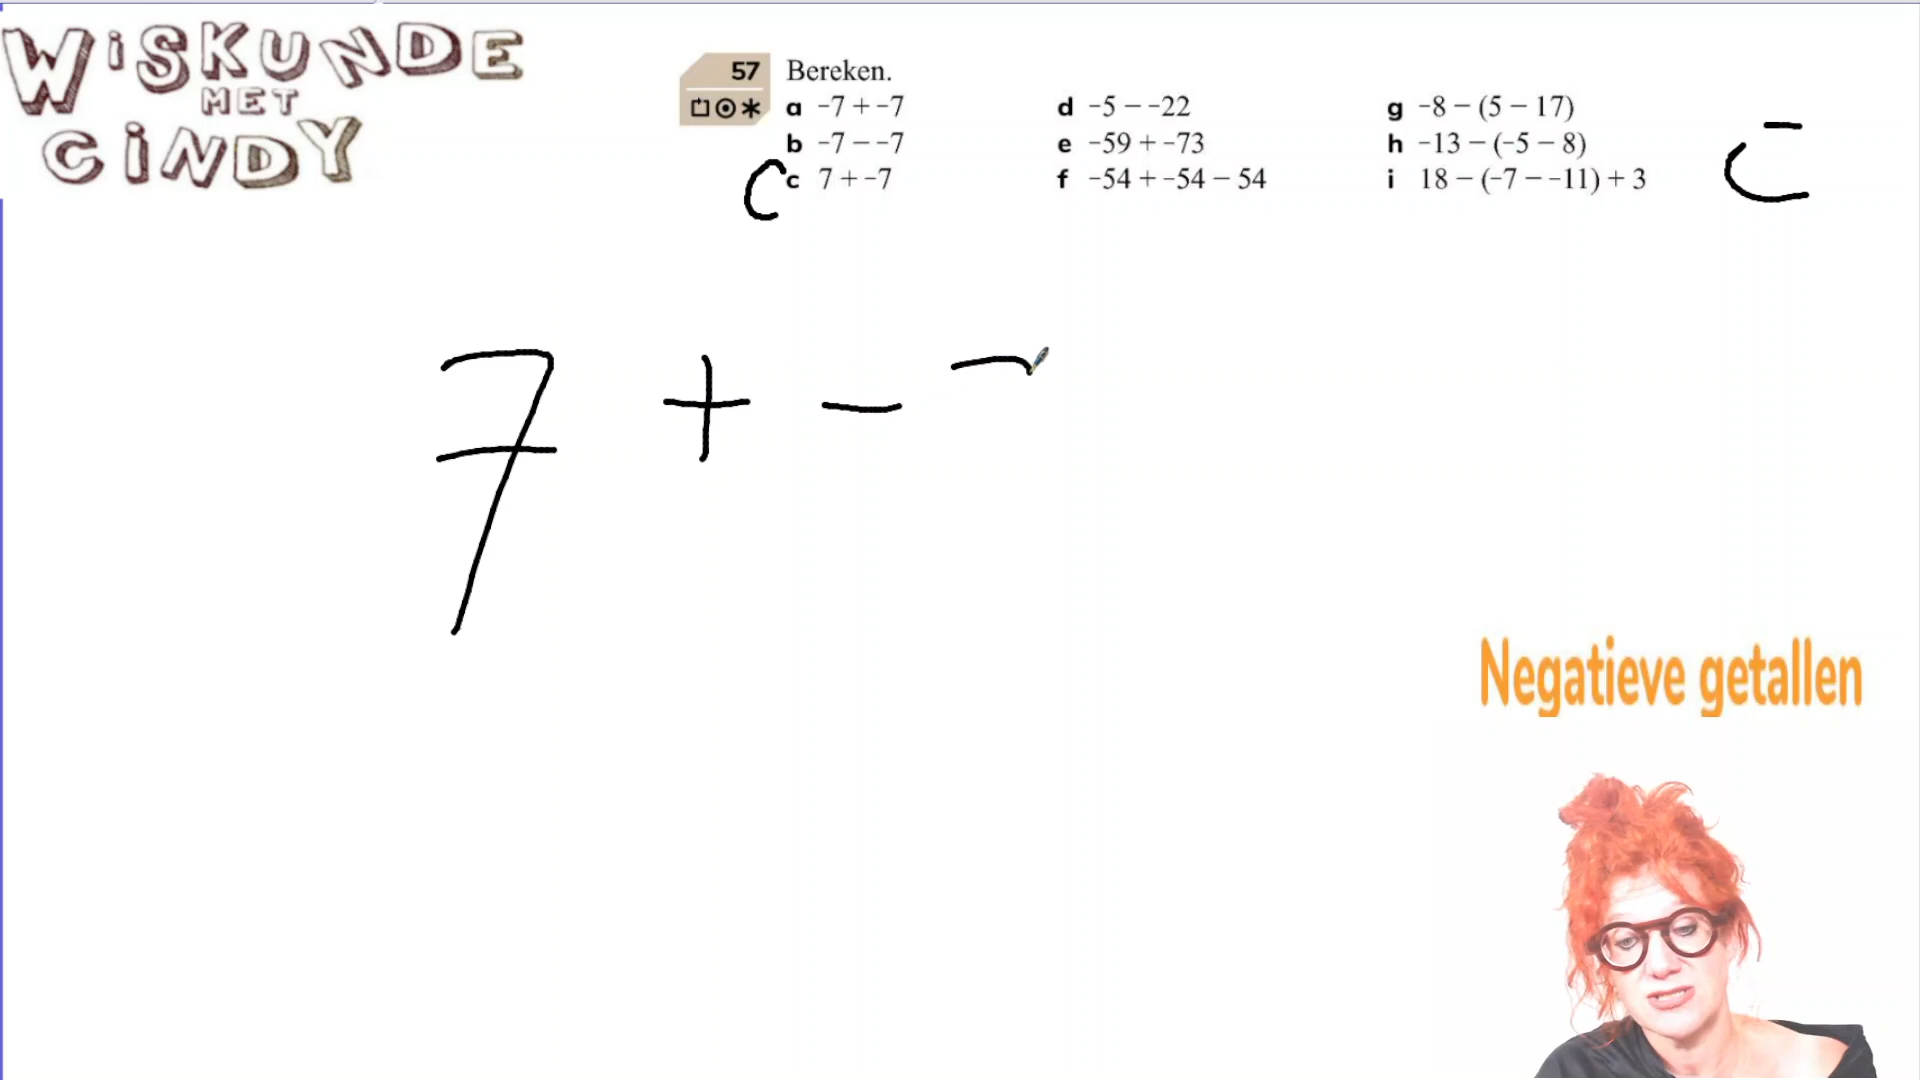 WiSKUNDE
MET
CiNDY
57 Bereken.
a -7 + -7
b -7 - -7
c 7 + -7
d -5 - -22
e -59 + -73
f -54 + -54 - 54
g -8 - (5 - 17)
h -13 - (-5 - 8)
i 18 - (-7 - -11) + 3
C
7 + -
Negatieve getallen